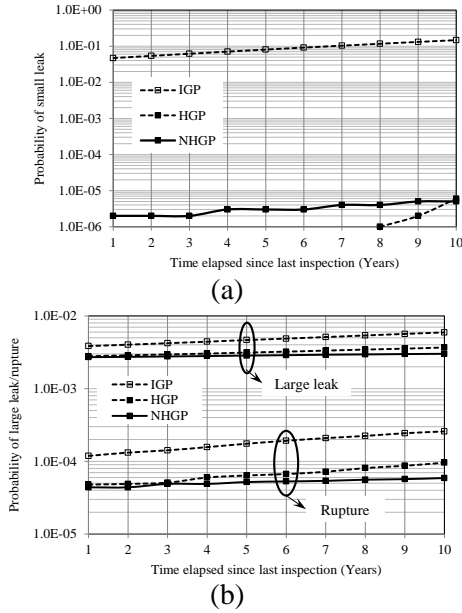 1.0E+00
1.0E-01
1.0E-02
1.0E-03
1.0E-04
1.0E-05
1.0E-06
Probability of small leak
IGP
HGP
NHGP
1 2 3 4 5 6 7 8 9 10
Time elapsed since last inspection (Years)
(a)
1.0E-02
1.0E-03
1.0E-04
1.0E-05
Probability of large leak/rupture
IGP
HGP
NHGP
Large leak
Rupture
1 2 3 4 5 6 7 8 9 10
Time elapsed since last inspection (Years)
(b)